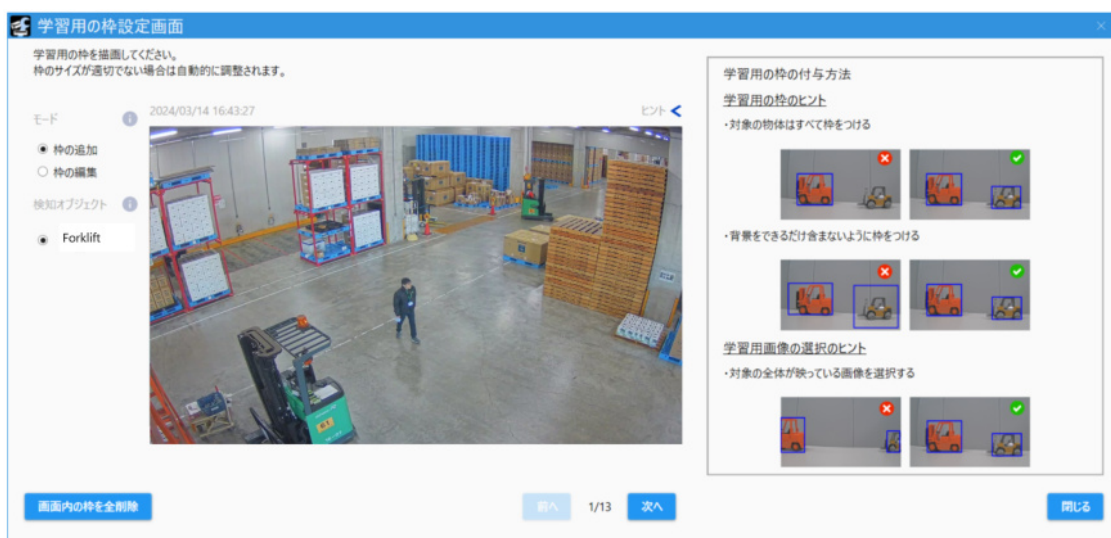 学習用の枠設定画面
学習用の枠を描画してください。
枠のサイズが適切でない場合は自動的に調整されます。
モード
枠の追加
枠の編集
検知オブジェクト
Forklift
2024/03/14 16:43:27
ヒント
61
学習用の枠の付与方法
学習用の枠のヒント
・対象の物体はすべて枠をつける
・背景をできるだけ含まないように枠をつける
学習用画像の選択のヒント
・対象の全体が映っている画像を選択する
画面内の枠を全削除
前へ
1/13
次へ
閉じる